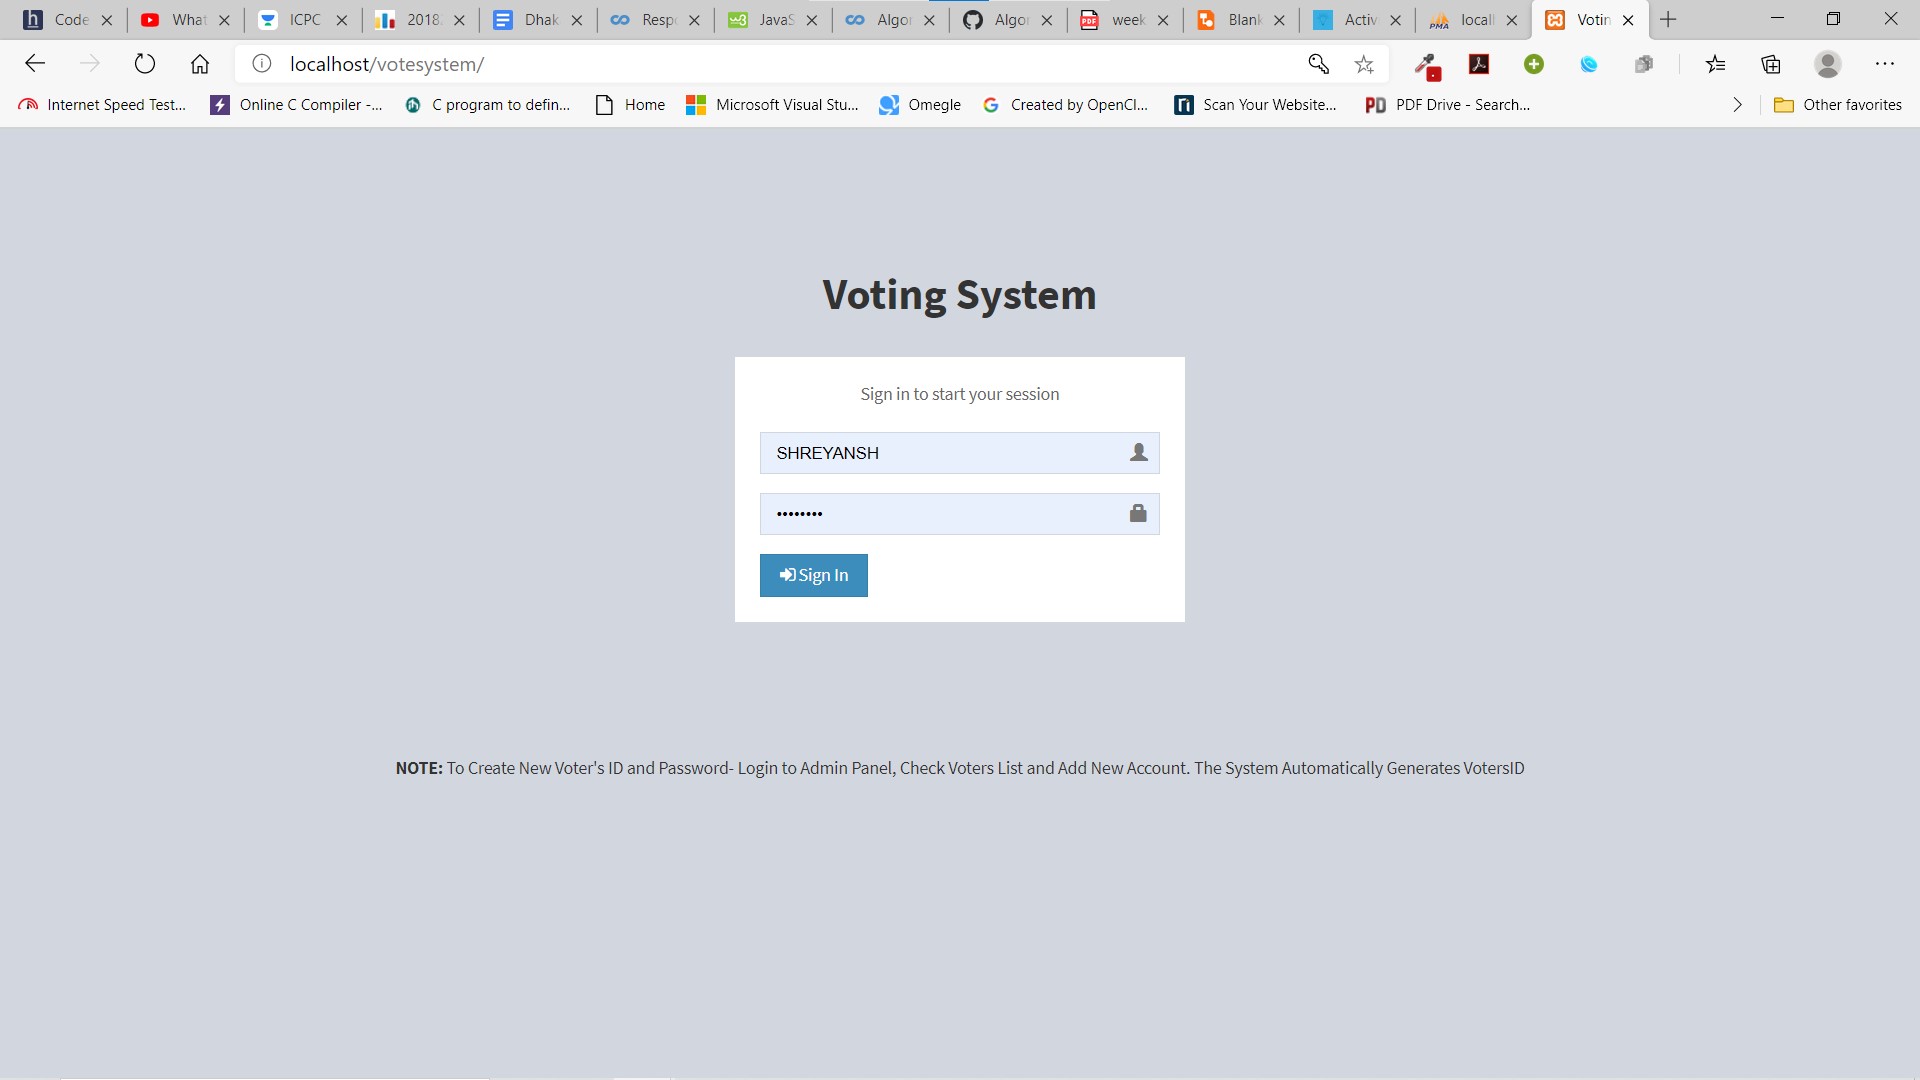 Code
What
ICPC
2018.
Dhak
Resp
JavaS
Algor
Algor
week
Blank
Activ
locall
Votin
localhost/votesystem/
Internet Speed Test...
Online C Compiler -...
C program to defin...
Home
Microsoft Visual Stu...
Omegle
Created by OpenCl...
Scan Your Website...
PDF Drive - Search...
Other favorites
Voting System
Sign in to start your session
SHREYANSH
••••••••
Sign In
NOTE: To Create New Voter's ID and Password- Login to Admin Panel, Check Voters List and Add New Account. The System Automatically Generates VotersID